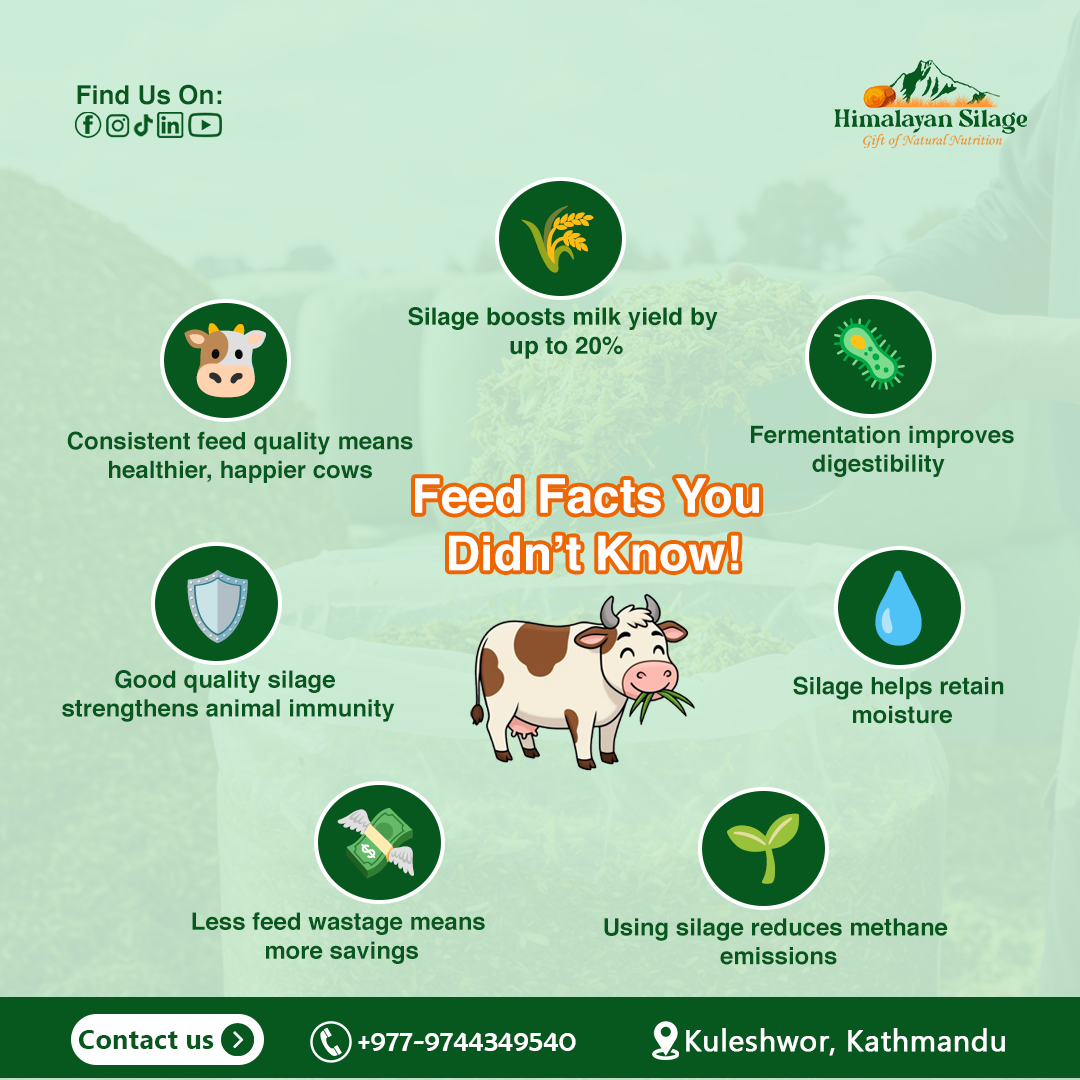 Find Us On:
Himalayan Silage
Gift of Natural Nutrition
Silage boosts milk yield by
up to 20%
Consistent feed quality means
healthier, happier cows
Fermentation improves
digestibility
Feed Facts You
Didn't Know!
Good quality silage
strengthens animal immunity
Silage helps retain
moisture
Less feed wastage means
more savings
Using silage reduces methane
emissions
Contact us
+977-9744349540
Kuleshwor, Kathmandu